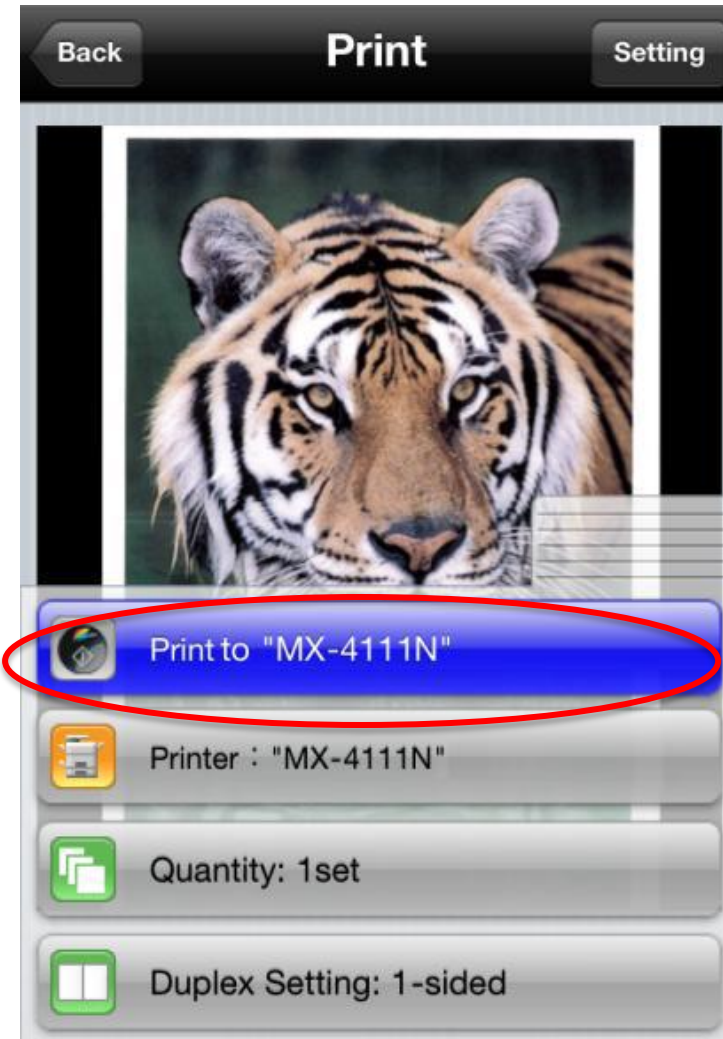 Back
Print
Setting
Print to "MX-4111N"
Printer : "MX-4111N"
Quantity: 1set
Duplex Setting: 1-sided